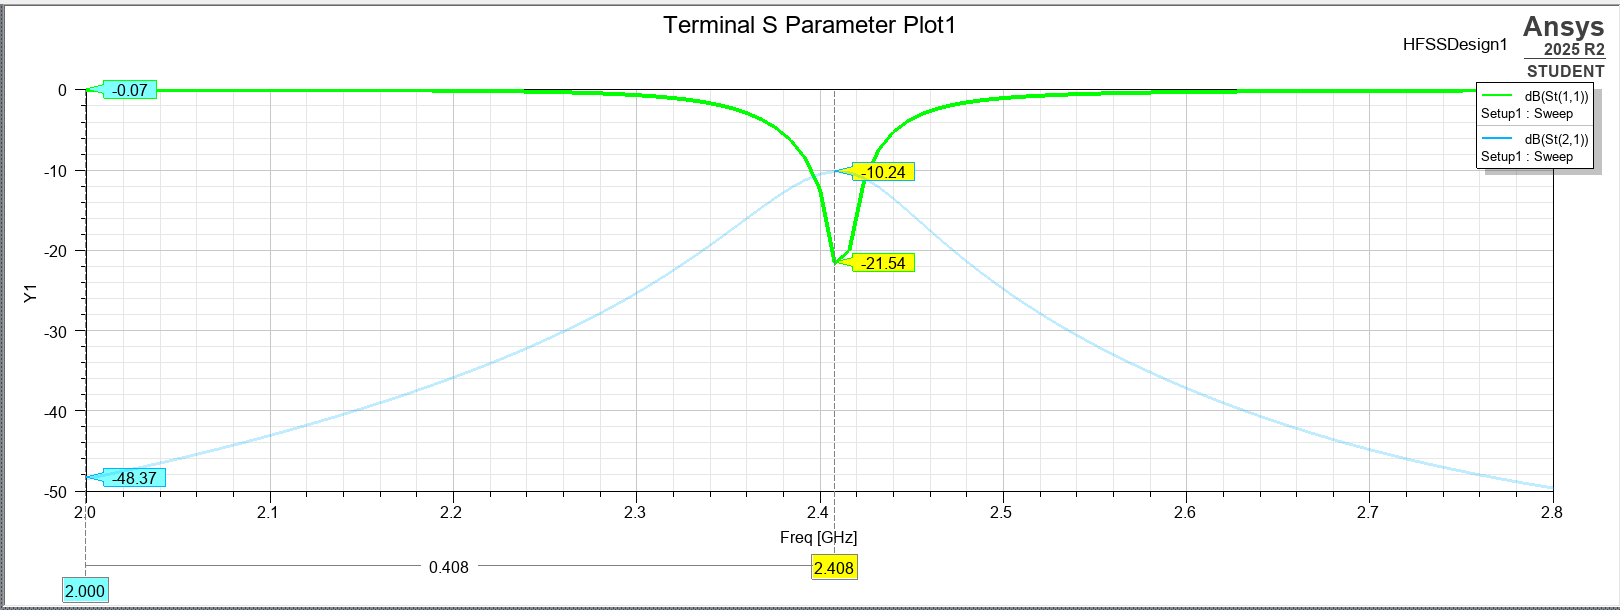 Terminal S Parameter Plot1
Ansys
HFSSDesign1
2025 R2
STUDENT
dB(St(1,1))
Setup1 : Sweep
dB(St(2,1))
Setup1 : Sweep
0
-0.07
-10
-10.24
-20
-21.54
Y1
-30
-40
-48.37
-50
2.0
2.1
2.2
2.3
2.4
2.5
2.6
2.7
2.8
Freq [GHz]
0.408
2.408
2.000